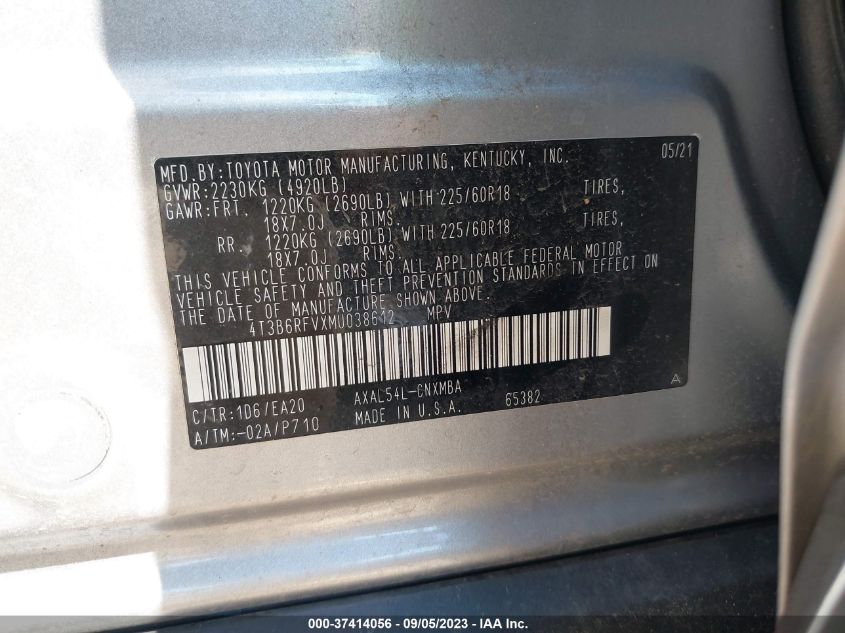 MFD. BY: TOYOTA MOTOR MANUFACTURING, KENTUCKY, INC. 05/21
GVWR: 2230KG (4920LB)
GAWR: FRT. 1220KG (2690LB) WITH 225/60R18 TIRES,
18X7.0J RIMS,
RR. 1220KG (2690LB) WITH 225/60R18 TIRES,
18X7.0J RIMS.
THIS VEHICLE CONFORMS TO ALL APPLICABLE FEDERAL MOTOR
VEHICLE SAFETY AND THEFT PREVENTION STANDARDS IN EFFECT ON
THE DATE OF MANUFACTURE SHOWN ABOVE.
4T3B6RFVXMU038612 MPV
C/TR: 1D6/EA20 AXAL54L-CNXMBA 65382 A
A/TM: -02A/P710 MADE IN U.S.A.
000-37414056 - 09/05/2023 - IAA Inc.